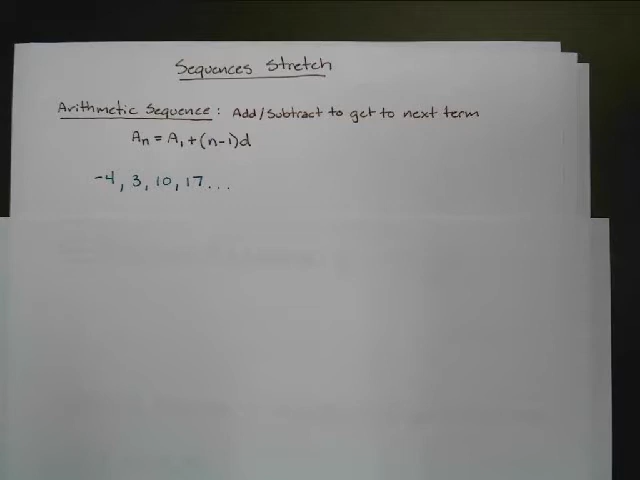 Sequences Stretch
Arithmetic Sequence: Add/Subtract to get to next term
Aₙ = A₁ + (n-1)d
-4, 3, 10, 17...